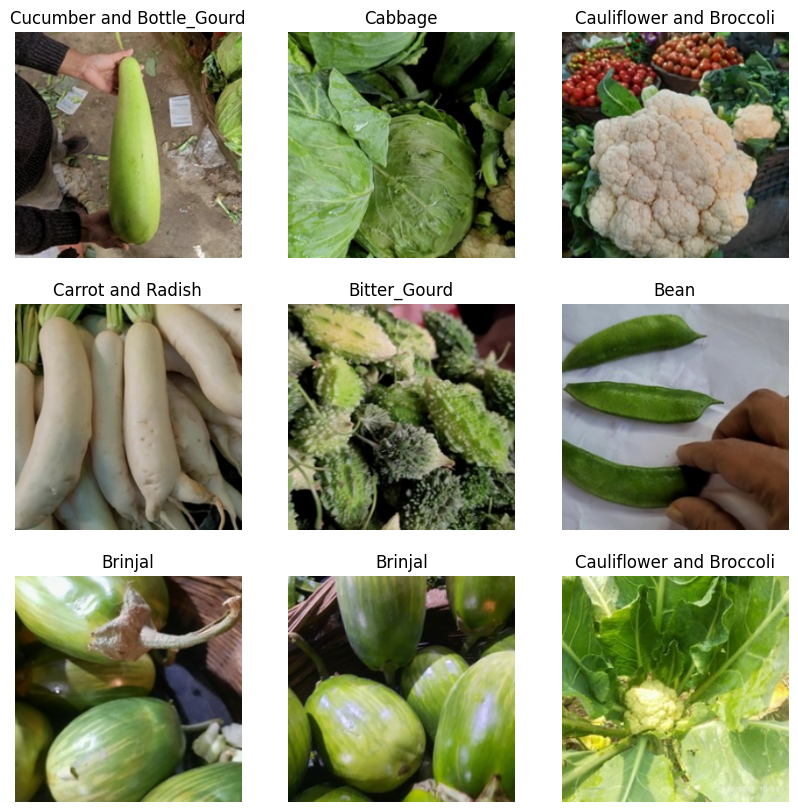 Cucumber and Bottle_Gourd
Cabbage
Cauliflower and Broccoli
Carrot and Radish
Bitter_Gourd
Bean
Brinjal
Brinjal
Cauliflower and Broccoli